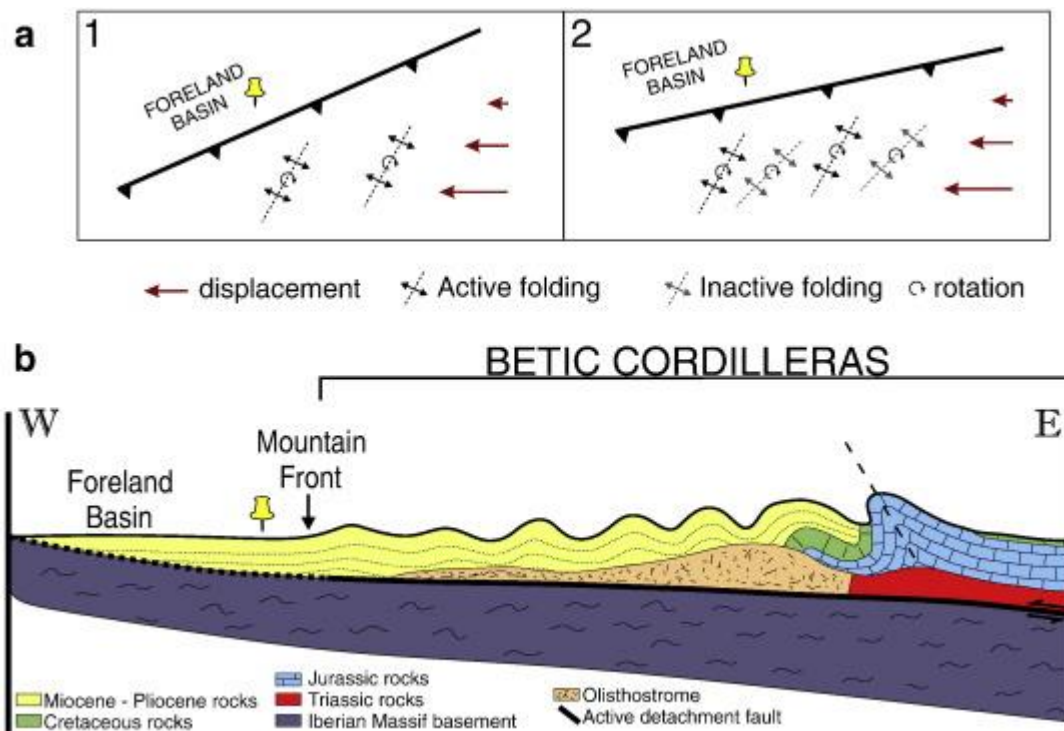 a
1
FORELAND
BASIN
2
FORELAND
BASIN
displacement
Active folding
Inactive folding
rotation
b
BETIC CORDILLERAS
W
E
Mountain
Front
Foreland
Basin
Miocene - Pliocene rocks
Cretaceous rocks
Jurassic rocks
Triassic rocks
Iberian Massif basement
Olisthostrome
Active detachment fault